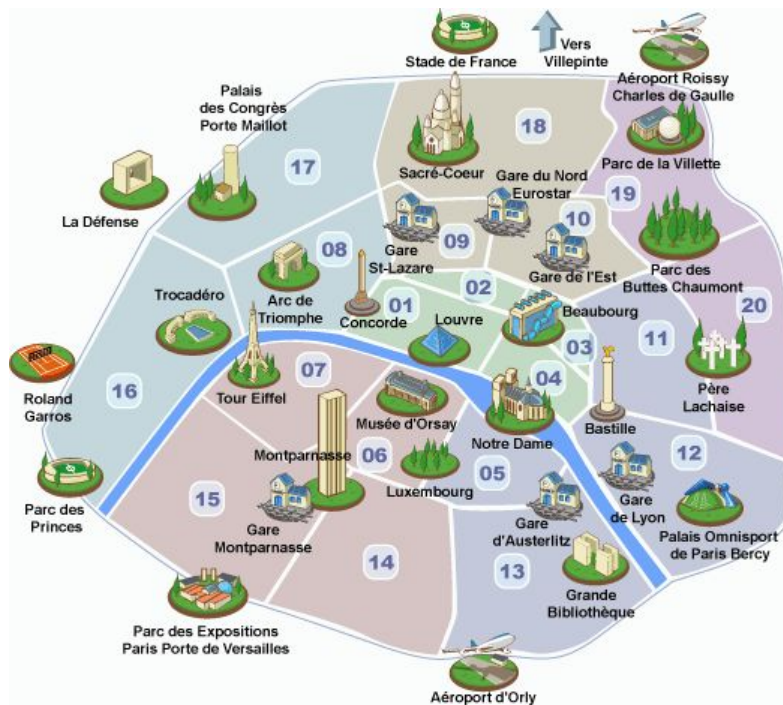 Stade de France
Vers
Villepinte
Aéroport Roissy
Charles de Gaulle
Palais
des Congrès
Porte Maillot
18
17
Sacré-Coeur
Gare du Nord
Eurostar
Parc de la Villette
19
La Défense
10
08
09
Gare
St-Lazare
Gare de l'Est
Parc des
Buttes Chaumont
Trocadéro
Arc de
Triomphe
Concorde
01
02
Louvre
Beaubourg
03
11
20
Père
Lachaise
16
Roland
Garros
07
Tour Eiffel
Musée d'Orsay
04
Notre Dame
Bastille
Montparnasse
06
Luxembourg
05
12
Gare
de Lyon
Parc des
Princes
15
Gare
Montparnasse
Gare
d'Austerlitz
Palais Omnisport
de Paris Bercy
14
13
Grande
Bibliothèque
Parc des Expositions
Paris Porte de Versailles
Aéroport d'Orly